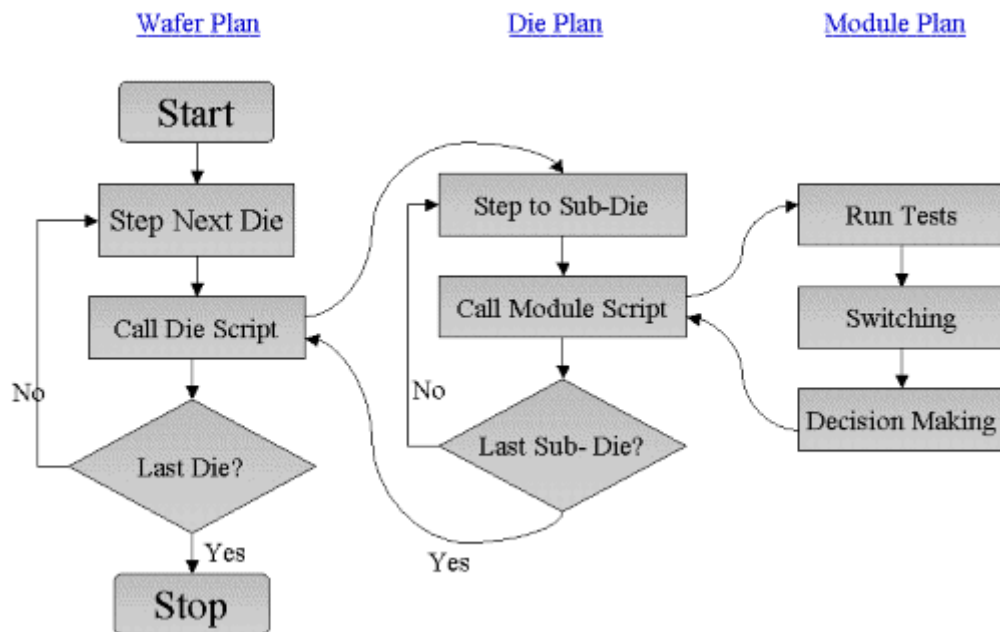 Wafer Plan
Die Plan
Module Plan
Start
Step Next Die
Call Die Script
No
Last Die?
Yes
Stop
Step to Sub-Die
Call Module Script
No
Last Sub- Die?
Yes
Run Tests
Switching
Decision Making